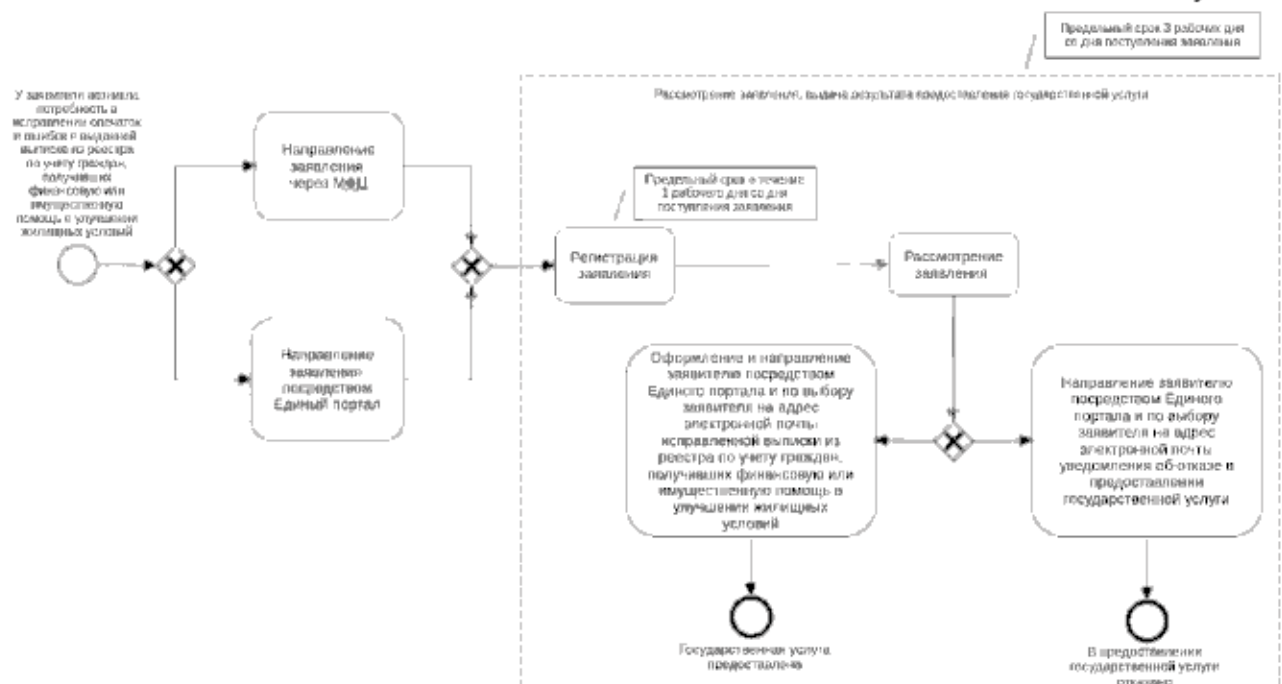 Предельный срок 3 рабочих дня
со дня поступления заявления
Рассмотрение заявления, выдача результата предоставления государственной услуги
У заявителя возникла
потребность в
исправлении опечаток
и ошибок в выданной
выписке из реестра
по учету граждан,
получивших
финансовую или
имущественную
помощь в улучшении
жилищных условий
Направление
заявления
через МФЦ
Направление
заявления
посредством
Единый портал
Предельный срок в течение
1 рабочего дня со дня
поступления заявления
Регистрация
заявления
Рассмотрение
заявления
Оформление и направление
заявителю посредством
Единого портала и по выбору
заявителя на адрес
электронной почты
исправленной выписки из
реестра по учету граждан,
получивших финансовую или
имущественную помощь в
улучшении жилищных
условий
Направление заявителю
посредством Единого
портала и по выбору
заявителя на адрес
электронной почты
уведомления об отказе в
предоставлении
государственной услуги
Государственная услуга
предоставлена
В предоставлении
государственной услуги